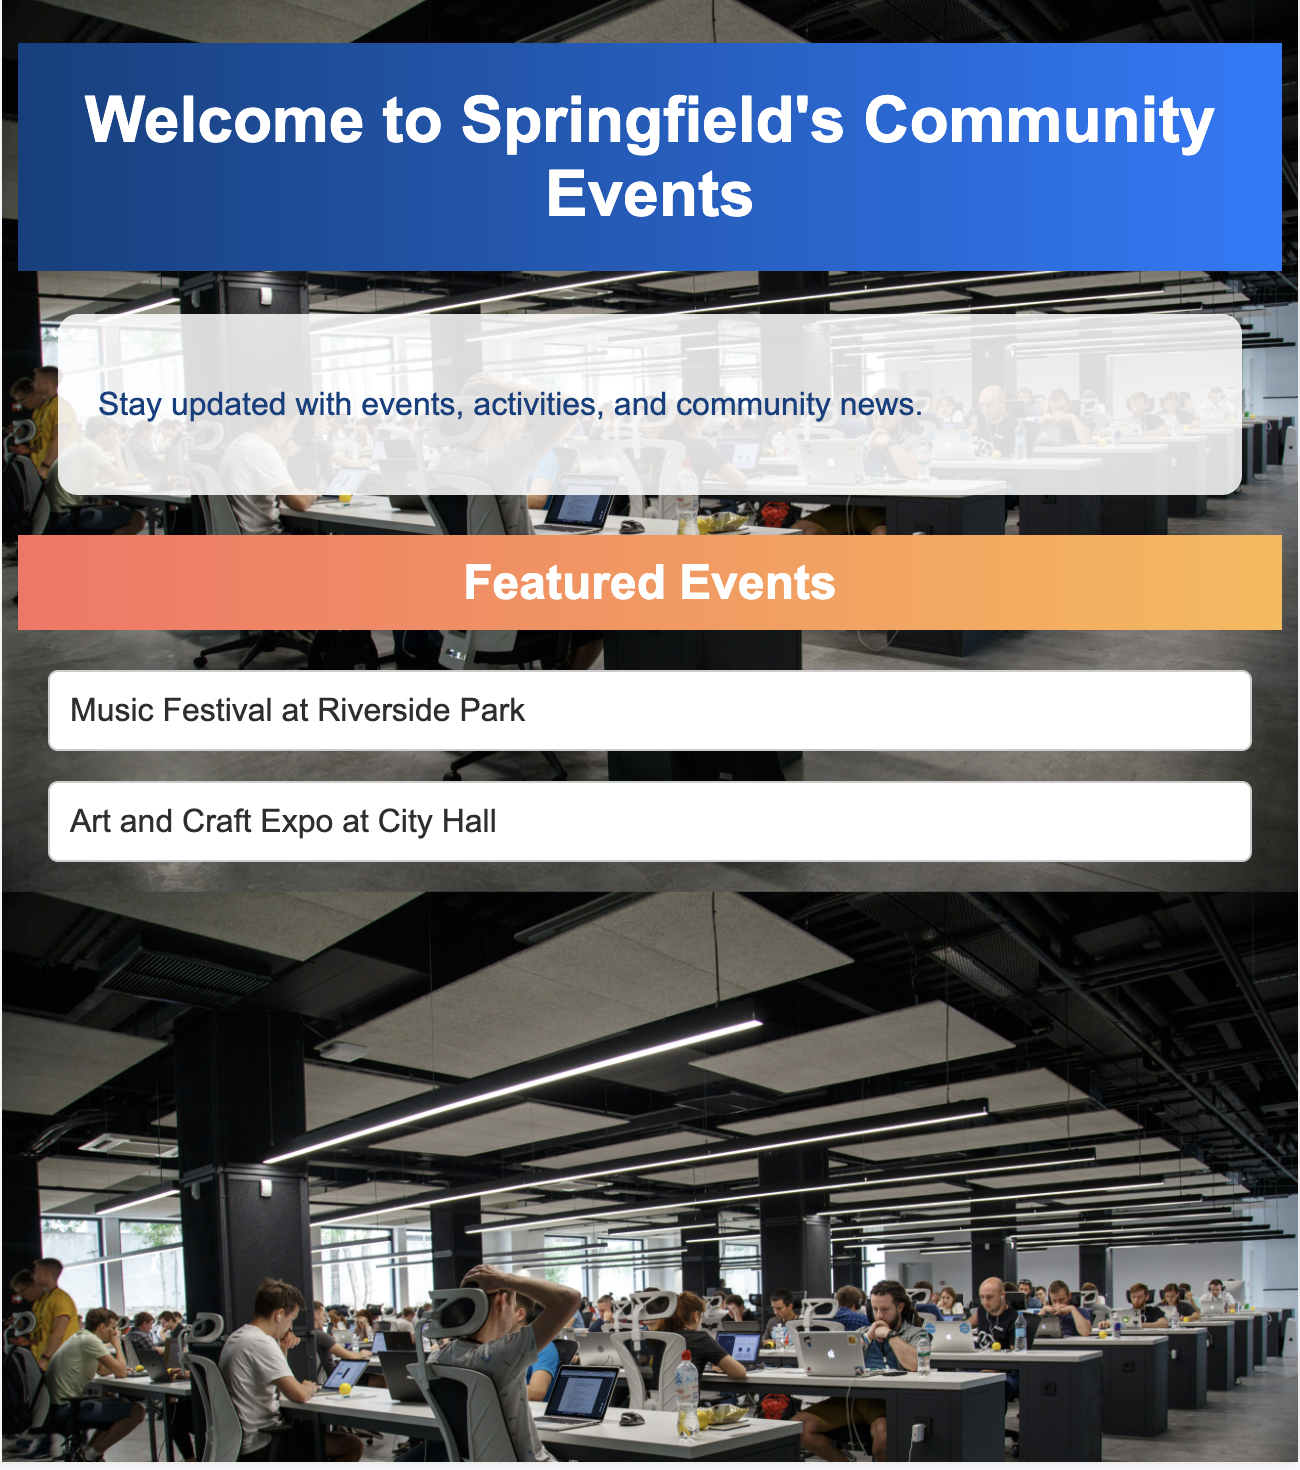 Welcome to Springfield's Community
Events
Stay updated with events, activities, and community news.
Featured Events
Music Festival at Riverside Park
Art and Craft Expo at City Hall